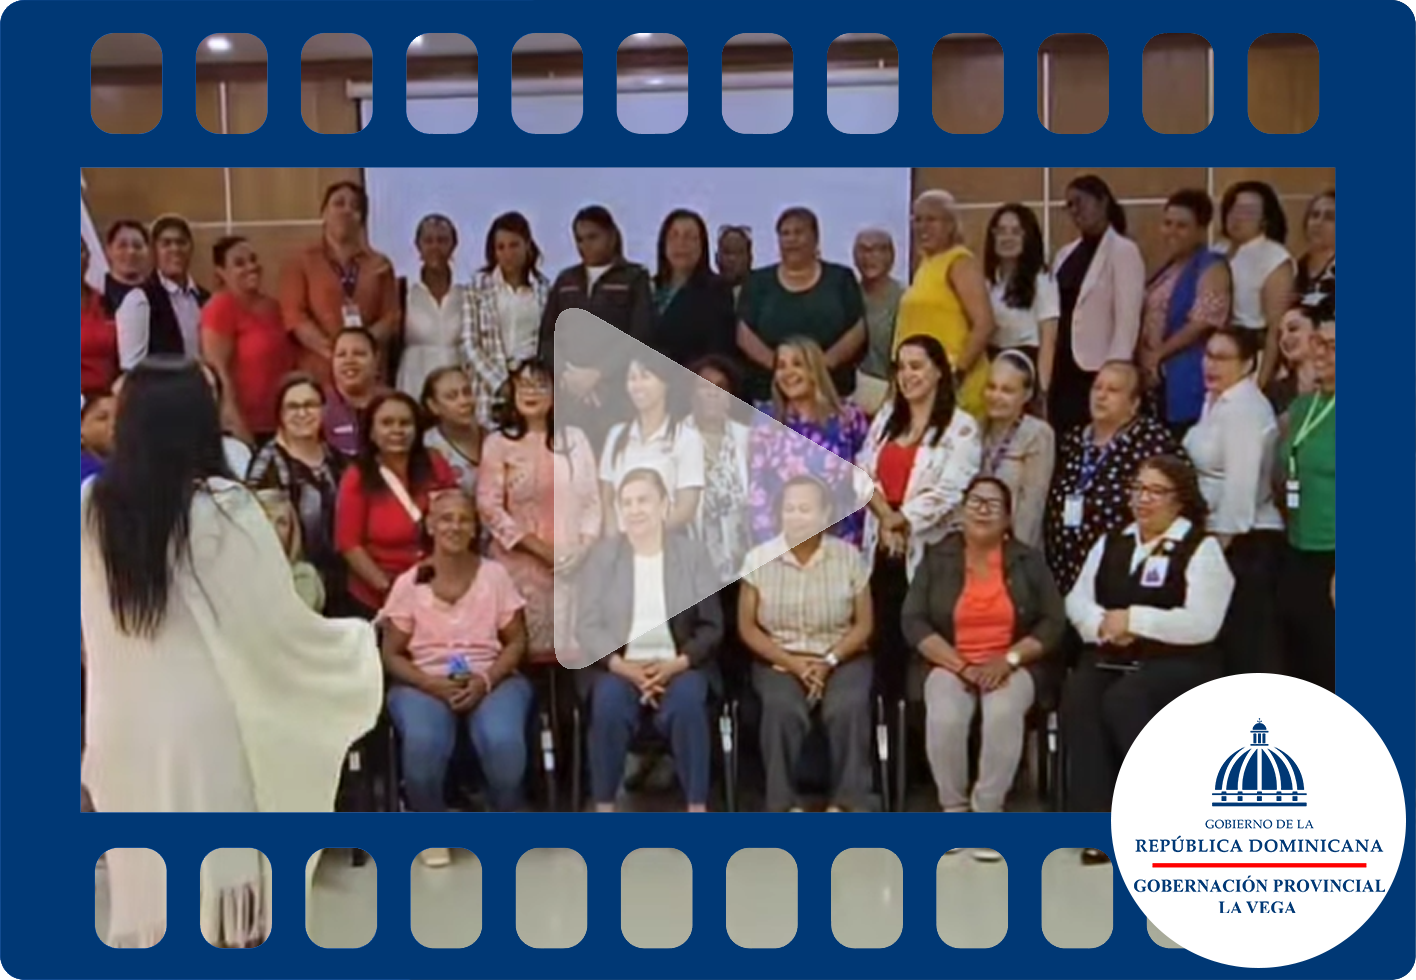 GOBIERNO DE LA
REPÚBLICA DOMINICANA
GOBERNACIÓN PROVINCIAL
LA VEGA